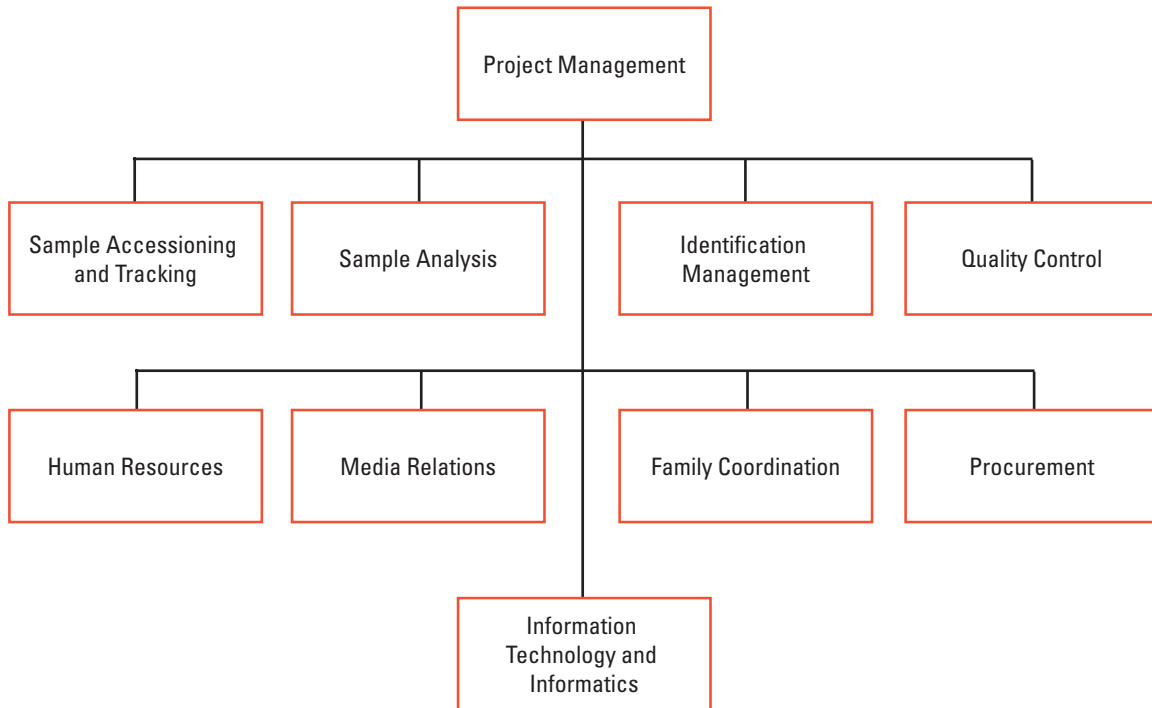 Project Management
Sample Accessioning
and Tracking
Sample Analysis
Identification
Management
Quality Control
Human Resources
Media Relations
Family Coordination
Procurement
Information
Technology and
Informatics